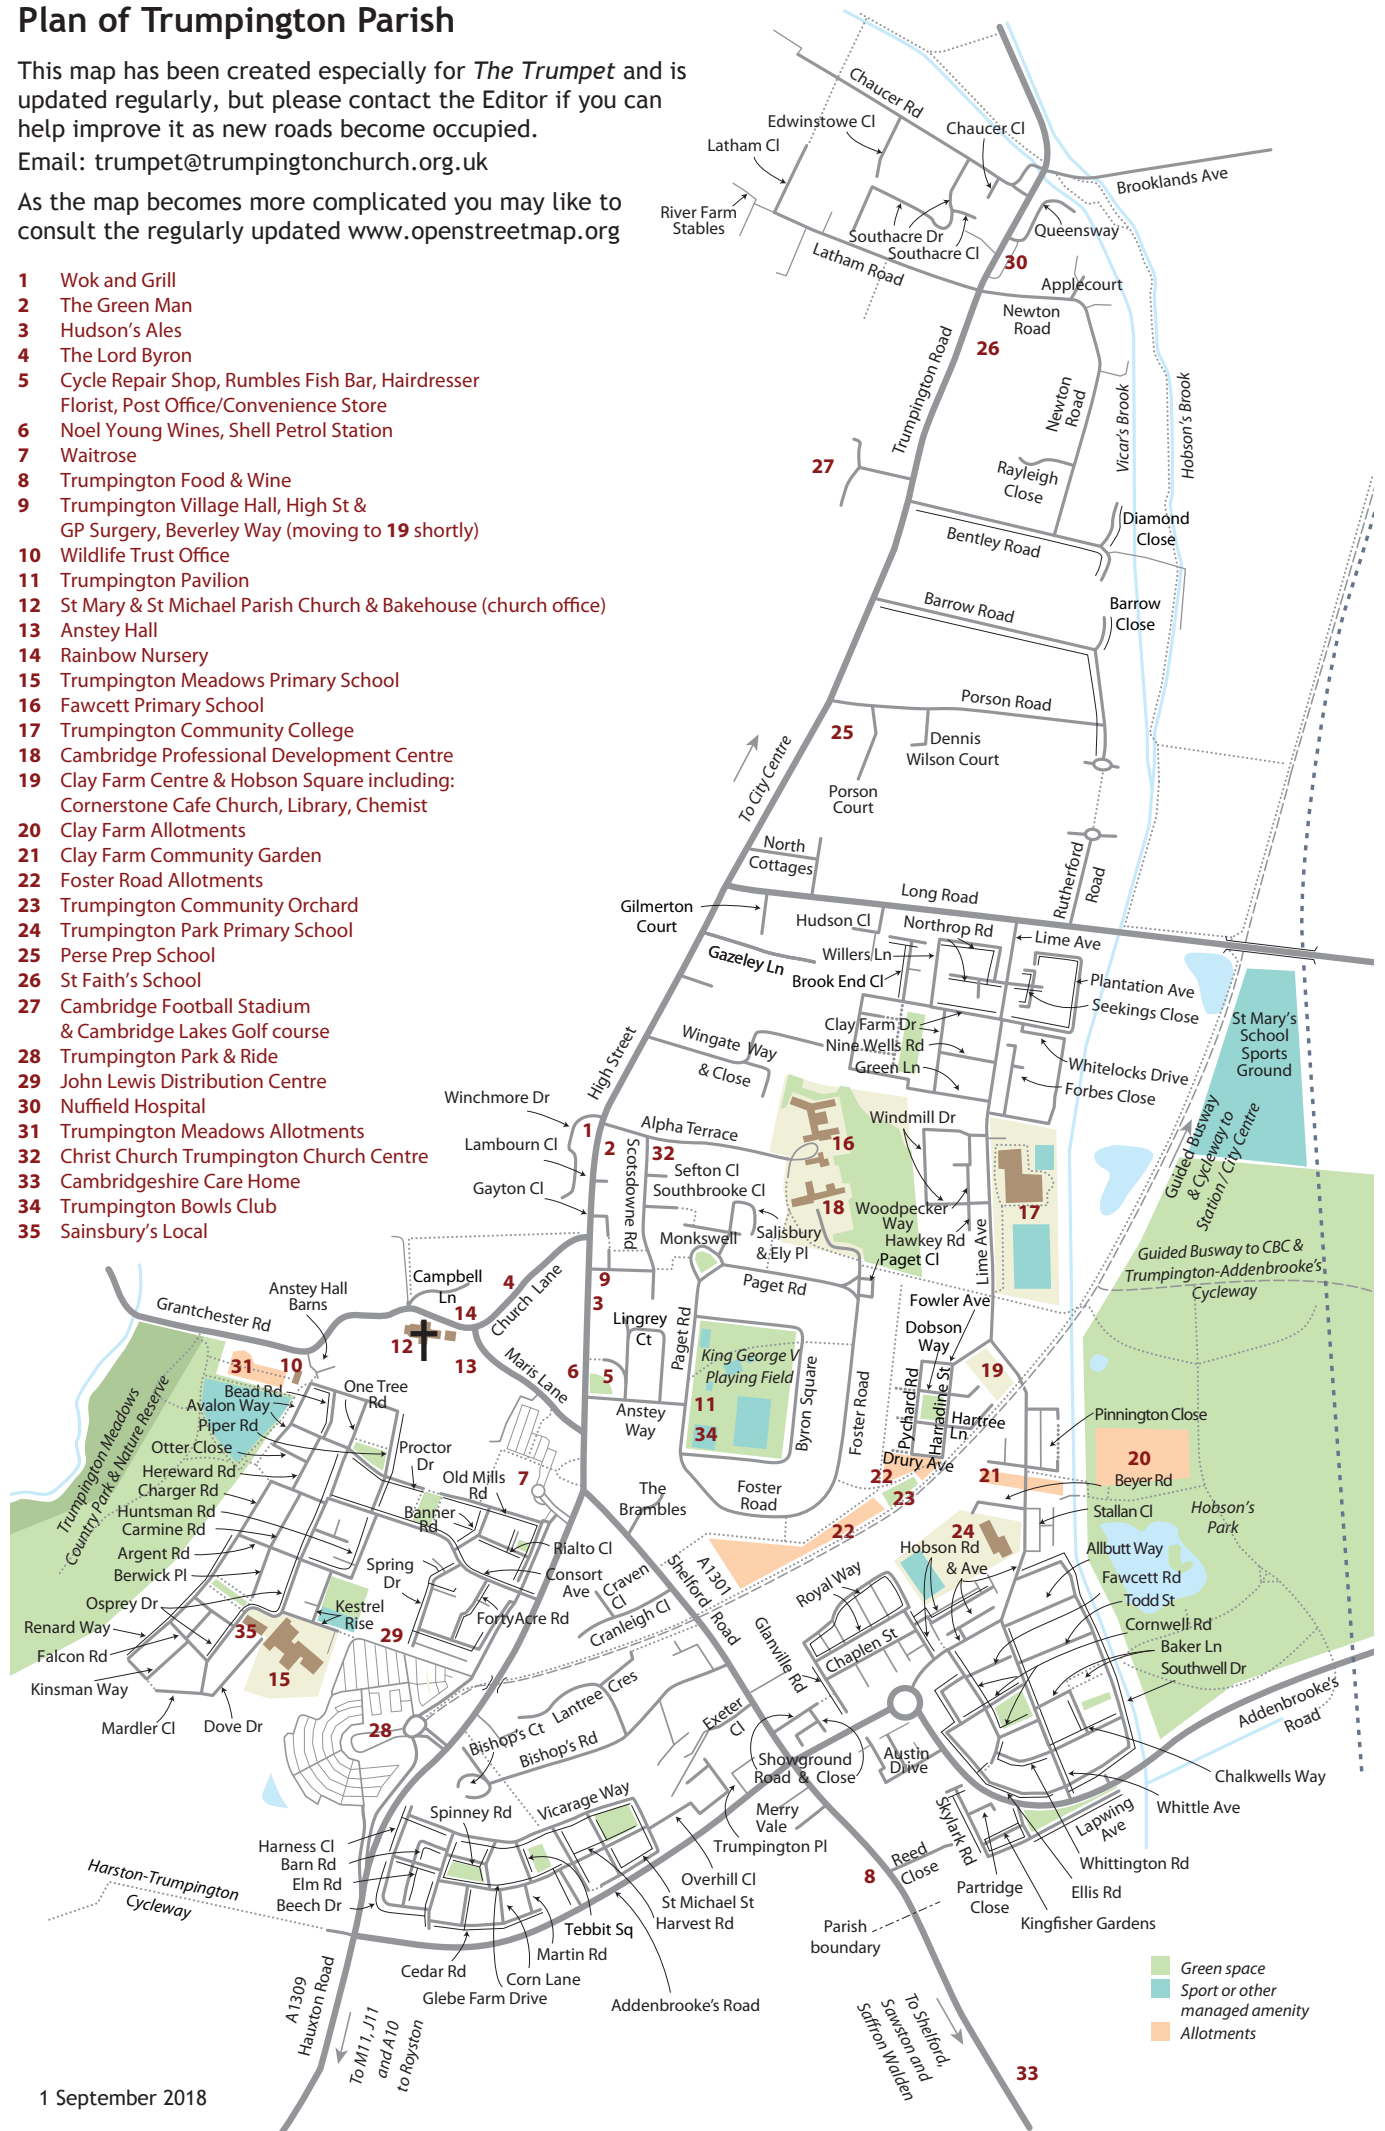 Plan of Trumpington Parish
This map has been created especially for The Trumpet and is
updated regularly, but please contact the Editor if you can
help improve it as new roads become occupied.
Email: trumpet@trumpingtonchurch.org.uk
As the map becomes more complicated you may like to
consult the regularly updated www.openstreetmap.org
1 Wok and Grill
2 The Green Man
3 Hudson's Ales
4 The Lord Byron
5 Cycle Repair Shop, Rumbles Fish Bar, Hairdresser
Florist, Post Office/Convenience Store
6 Noel Young Wines, Shell Petrol Station
7 Waitrose
8 Trumpington Food & Wine
9 Trumpington Village Hall, High St &
GP Surgery, Beverley Way (moving to 19 shortly)
10 Wildlife Trust Office
11 Trumpington Pavilion
12 St Mary & St Michael Parish Church & Bakehouse (church office)
13 Anstey Hall
14 Rainbow Nursery
15 Trumpington Meadows Primary School
16 Fawcett Primary School
17 Trumpington Community College
18 Cambridge Professional Development Centre
19 Clay Farm Centre & Hobson Square including:
Cornerstone Cafe Church, Library, Chemist
20 Clay Farm Allotments
21 Clay Farm Community Garden
22 Foster Road Allotments
23 Trumpington Community Orchard
24 Trumpington Park Primary School
25 Perse Prep School
26 St Faith's School
27 Cambridge Football Stadium
& Cambridge Lakes Golf course
28 Trumpington Park & Ride
29 John Lewis Distribution Centre
30 Nuffield Hospital
31 Trumpington Meadows Allotments
32 Christ Church Trumpington Church Centre
33 Cambridgeshire Care Home
34 Trumpington Bowls Club
35 Sainsbury's Local
Chaucer Rd
Edwinstowe Cl
Chaucer Cl
Latham Cl
Brooklands Ave
River Farm
Stables
Southacre Dr
Southacre Cl
Queensway
Latham Road
30
Applecourt
Newton
Road
26
Trumpington Road
Newton
Road
Vicar's Brook
Hobson's Brook
27
Rayleigh
Close
Diamond
Close
Bentley Road
Barrow Road
Barrow
Close
Porson Road
25
Dennis
Wilson Court
To City Centre
Porson
Court
North
Cottages
Rutherford
Road
Long Road
Gilmerton
Court
Hudson Cl
Northrop Rd
Lime Ave
Gazeley Ln
Willers Ln
Brook End Cl
Plantation Ave
Seekings Close
St Mary's
School
Sports
Ground
Clay Farm Dr
Nine Wells Rd
Green Ln
Wingate Way
& Close
High Street
Whitelocks Drive
Forbes Close
Winchmore Dr
Windmill Dr
Guided Busway
& Cycleway to
Station / City Centre
1
2
Alpha Terrace
32
16
Lambourn Cl
Scotsdowne Rd
Sefton Cl
Southbrooke Cl
Gayton Cl
18
Woodpecker
Way
17
Monkswell
Salisbury
& Ely Pl
Hawkey Rd
Lime Ave
Paget Cl
Guided Busway to CBC &
Trumpington-Addenbrooke's
Cycleway
Campbell
Ln
4
Church Lane
9
3
Paget Rd
Anstey Hall
Barns
14
Grantchester Rd
Fowler Ave
Lingrey
Ct
Paget Rd
Dobson
Way
12
13
Maris Lane
6
5
King George V
Playing Field
19
31
10
Bead Rd
Avalon Way
Piper Rd
One Tree
Rd
Byron Square
Foster Road
Pychard Rd
Harradine St
Hartree
Ln
11
34
Anstey
Way
Pinnington Close
Trumpington Meadows
Country Park & Nature Reserve
Otter Close
Hereward Rd
Charger Rd
Huntsman Rd
Carmine Rd
Argent Rd
Berwick Pl
Proctor
Dr
Drury Ave
20
Old Mills
Rd
7
22
21
Beyer Rd
23
The
Brambles
Foster
Road
Hobson's
Park
Banner
Rd
22
24
Stallan Cl
Rialto Cl
Hobson Rd
& Ave
Allbutt Way
Spring
Dr
Consort
Ave
A1301
Shelford Road
Royal Way
Fawcett Rd
Todd St
Osprey Dr
Craven
Cl
Kestrel
Rise
FortyAcre Rd
Cranleigh Cl
Cornwell Rd
Renard Way
35
29
Glanville Rd
Chaplen St
Baker Ln
Falcon Rd
Southwell Dr
15
Kinsman Way
Lantree Cres
Mardler Cl
Dove Dr
28
Bishop's Ct
Bishop's Rd
Exeter
Cl
Addenbrooke's
Road
Showground
Road & Close
Austin
Drive
Chalkwells Way
Spinney Rd
Vicarage Way
Merry
Vale
Skylark Rd
Lapwing
Ave
Whittle Ave
Harness Cl
Trumpington Pl
Barn Rd
Elm Rd
Beech Dr
Harston-Trumpington
Cycleway
8
Reed
Close
Whittington Rd
Overhill Cl
Ellis Rd
St Michael St
Partridge
Close
Harvest Rd
Kingfisher Gardens
Tebbit Sq
Parish
boundary
Martin Rd
Cedar Rd
Corn Lane
Glebe Farm Drive
Addenbrooke's Road
A1309
Hauxton Road
To M11, J11
and A10
to Royston
To Shelford,
Sawston and
Saffron Walden
Green space
Sport or other
managed amenity
Allotments
33
1 September 2018